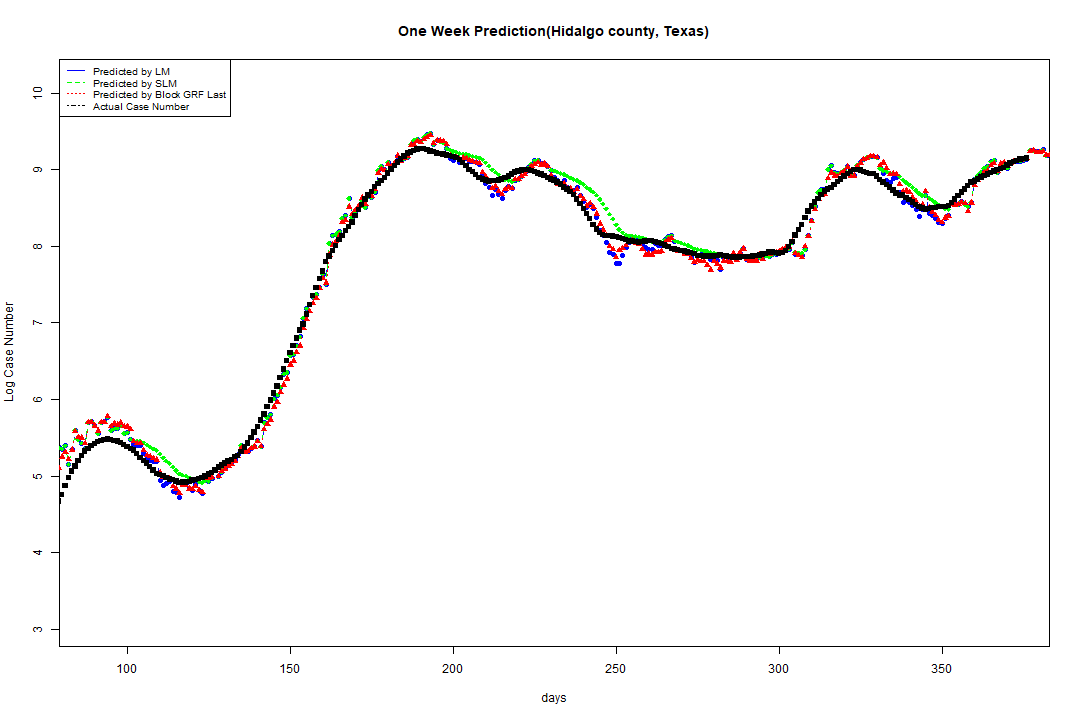 One Week Prediction(Hidalgo county, Texas)
Predicted by LM
Predicted by SLM
Predicted by Block GRF Last
Actual Case Number
10
9
8
7
6
5
4
3
Log Case Number
100 150 200 250 300 350
days